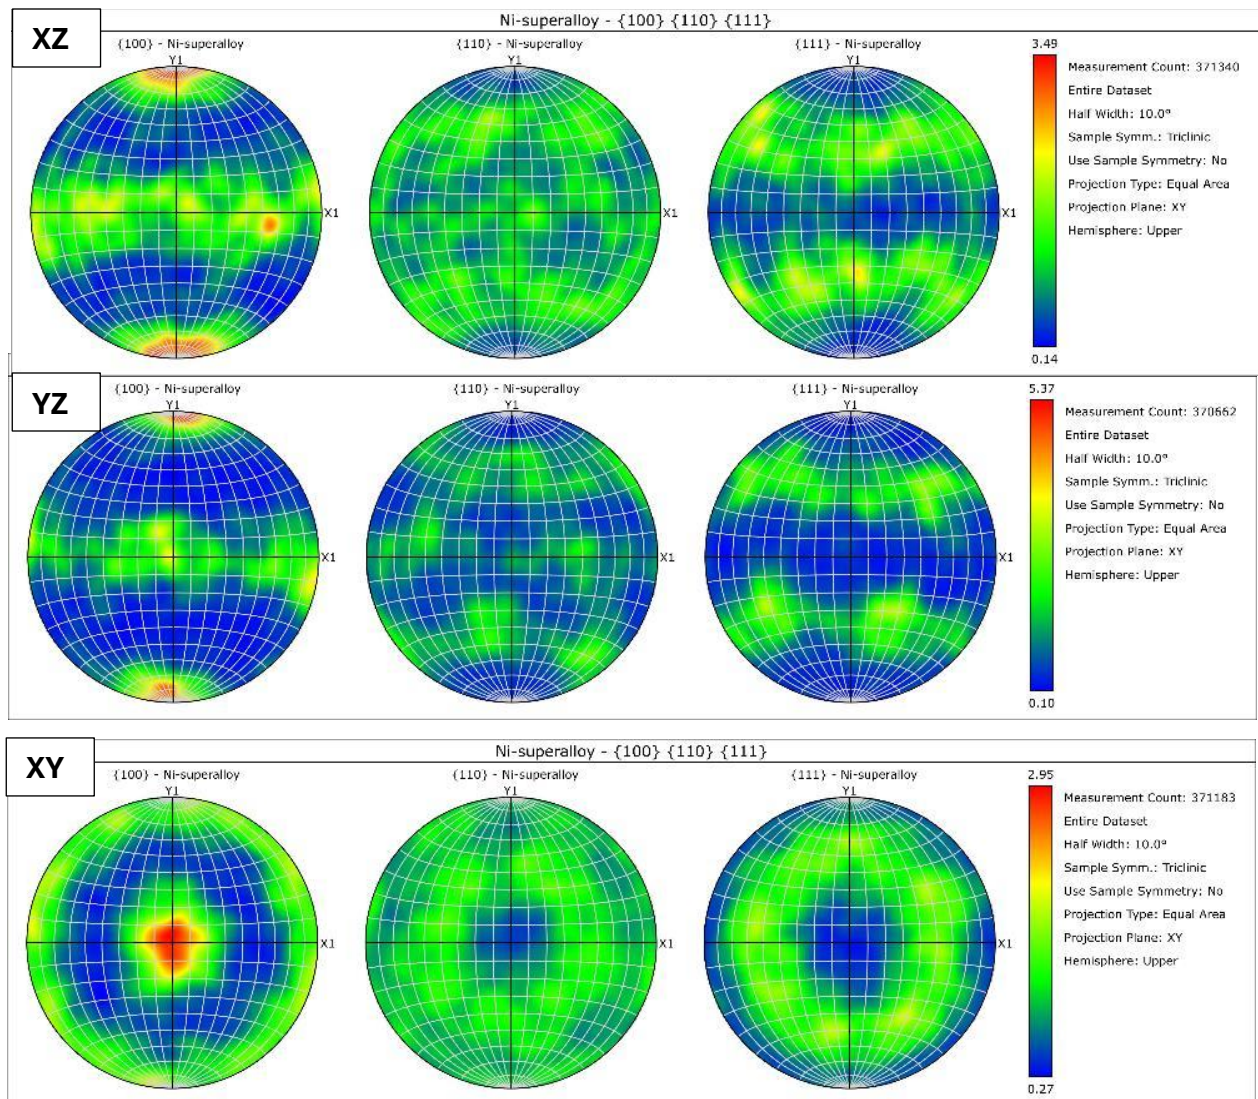 XZ
Ni-superalloy - {100} {110} {111}
{100} - Ni-superalloy
{110} - Ni-superalloy
{111} - Ni-superalloy
Y1
Y1
Y1
X1
X1
X1
3.49
0.14
Measurement Count: 371340
Entire Dataset
Half Width: 10.0°
Sample Symm.: Triclinic
Use Sample Symmetry: No
Projection Type: Equal Area
Projection Plane: XY
Hemisphere: Upper
YZ
{100} - Ni-superalloy
{110} - Ni-superalloy
{111} - Ni-superalloy
Y1
Y1
Y1
X1
X1
X1
5.37
0.10
Measurement Count: 370662
Entire Dataset
Half Width: 10.0°
Sample Symm.: Triclinic
Use Sample Symmetry: No
Projection Type: Equal Area
Projection Plane: XY
Hemisphere: Upper
XY
Ni-superalloy - {100} {110} {111}
{100} - Ni-superalloy
{110} - Ni-superalloy
{111} - Ni-superalloy
Y1
Y1
Y1
X1
X1
X1
2.95
0.27
Measurement Count: 371183
Entire Dataset
Half Width: 10.0°
Sample Symm.: Triclinic
Use Sample Symmetry: No
Projection Type: Equal Area
Projection Plane: XY
Hemisphere: Upper